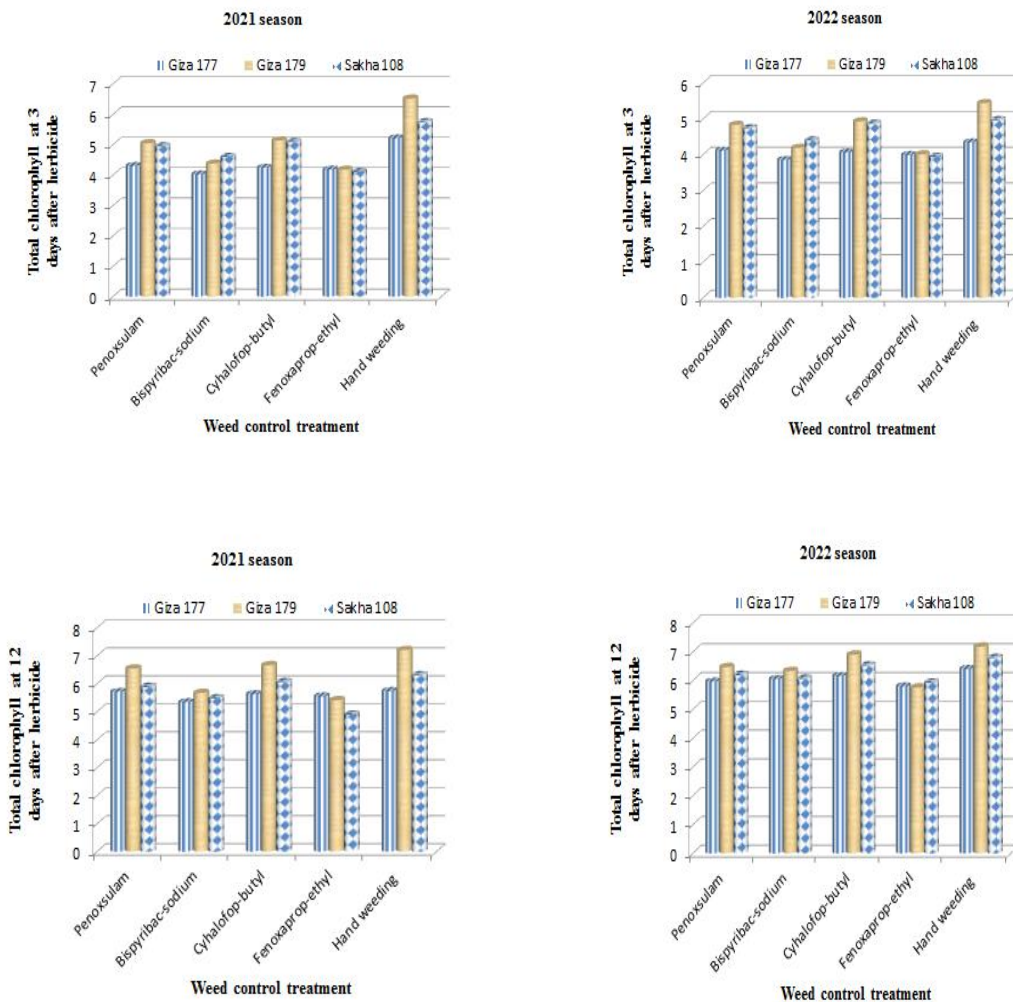 2021 season
Giza 177 Giza 179 Sakha 108
Total chlorophyll at 3
days after herbicide
7
6
5
4
3
2
1
0
Penoxsulam
Bispyribac-sodium
Cyhalofop-butyl
Fenoxaprop-ethyl
Hand weeding
Weed control treatment
2022 season
Giza 177 Giza 179 Sakha 108
Total chlorophyll at 3
days after herbicide
6
5
4
3
2
1
0
Penoxsulam
Bispyribac-sodium
Cyhalofop-butyl
Fenoxaprop-ethyl
Hand weeding
Weed control treatment
2021 season
Giza 177 Giza 179 Sakha 108
Total chlorophyll at 12
days after herbicide
8
7
6
5
4
3
2
1
0
Penoxsulam
Bispyribac-sodium
Cyhalofop-butyl
Fenoxaprop-ethyl
Hand weeding
Weed control treatment
2022 season
Giza 177 Giza 179 Sakha 108
Total chlorophyll at 12
days after herbicide
8
7
6
5
4
3
2
1
0
Penoxsulam
Bispyribac-sodium
Cyhalofop-butyl
Fenoxaprop-ethyl
Hand weeding
Weed control treatment